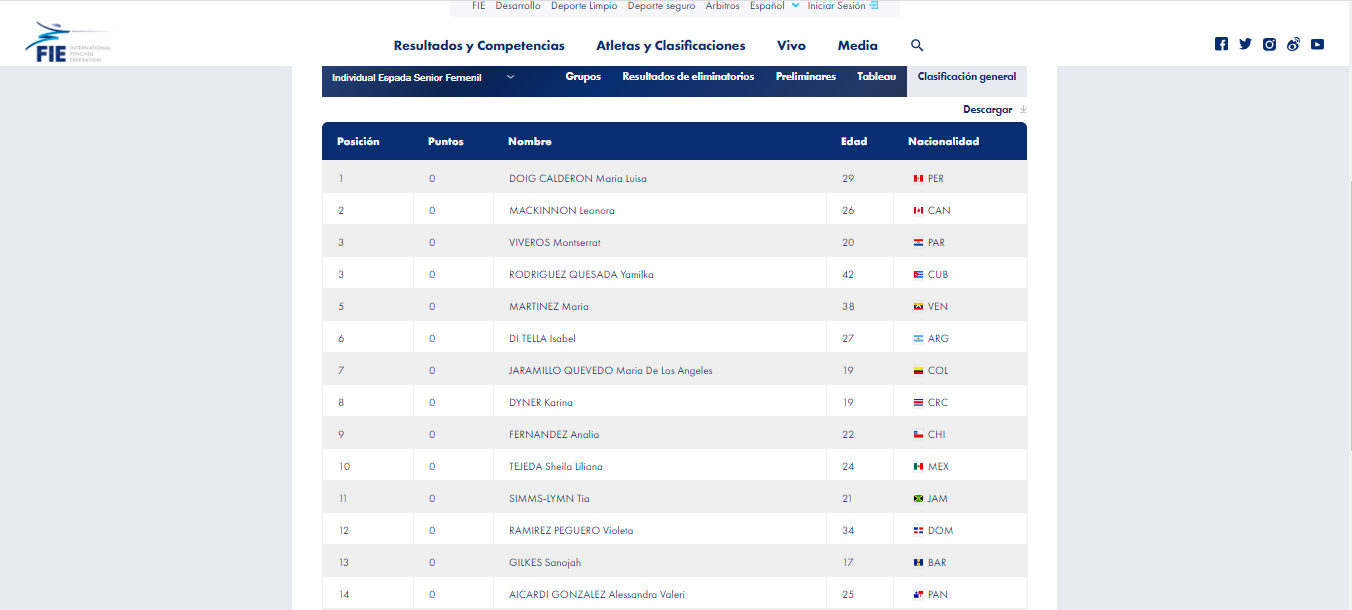 FIE Desarrollo Deporte Limpio Deporte seguro Arbitros Español Iniciar Sesión
FIE INTERNATIONAL FENCING FEDERATION
Resultados y Competencias Atletas y Clasificaciones Vivo Media
Individual Espada Senior Femenil Grupos Resultados de eliminatorios Preliminares Tableau Clasificación general
Descargar
Posición Puntos Nombre Edad Nacionalidad
1 0 DOIG CALDERON Maria Luisa 29 PER
2 0 MACKINNON Leonora 26 CAN
3 0 VIVEROS Montserrat 20 PAR
3 0 RODRIGUEZ QUESADA Yamilka 42 CUB
5 0 MARTINEZ Maria 38 VEN
6 0 DI TELLA Isabel 27 ARG
7 0 JARAMILLO QUEVEDO Maria De Los Angeles 19 COL
8 0 DYNER Karina 19 CRC
9 0 FERNANDEZ Analia 22 CHI
10 0 TEJEDA Sheila Liliana 24 MEX
11 0 SIMMS-LYMN Tia 21 JAM
12 0 RAMIREZ PEGUERO Violeta 34 DOM
13 0 GILKES Sanojah 17 BAR
14 0 AICARDI GONZALEZ Alessandra Valeri 25 PAN